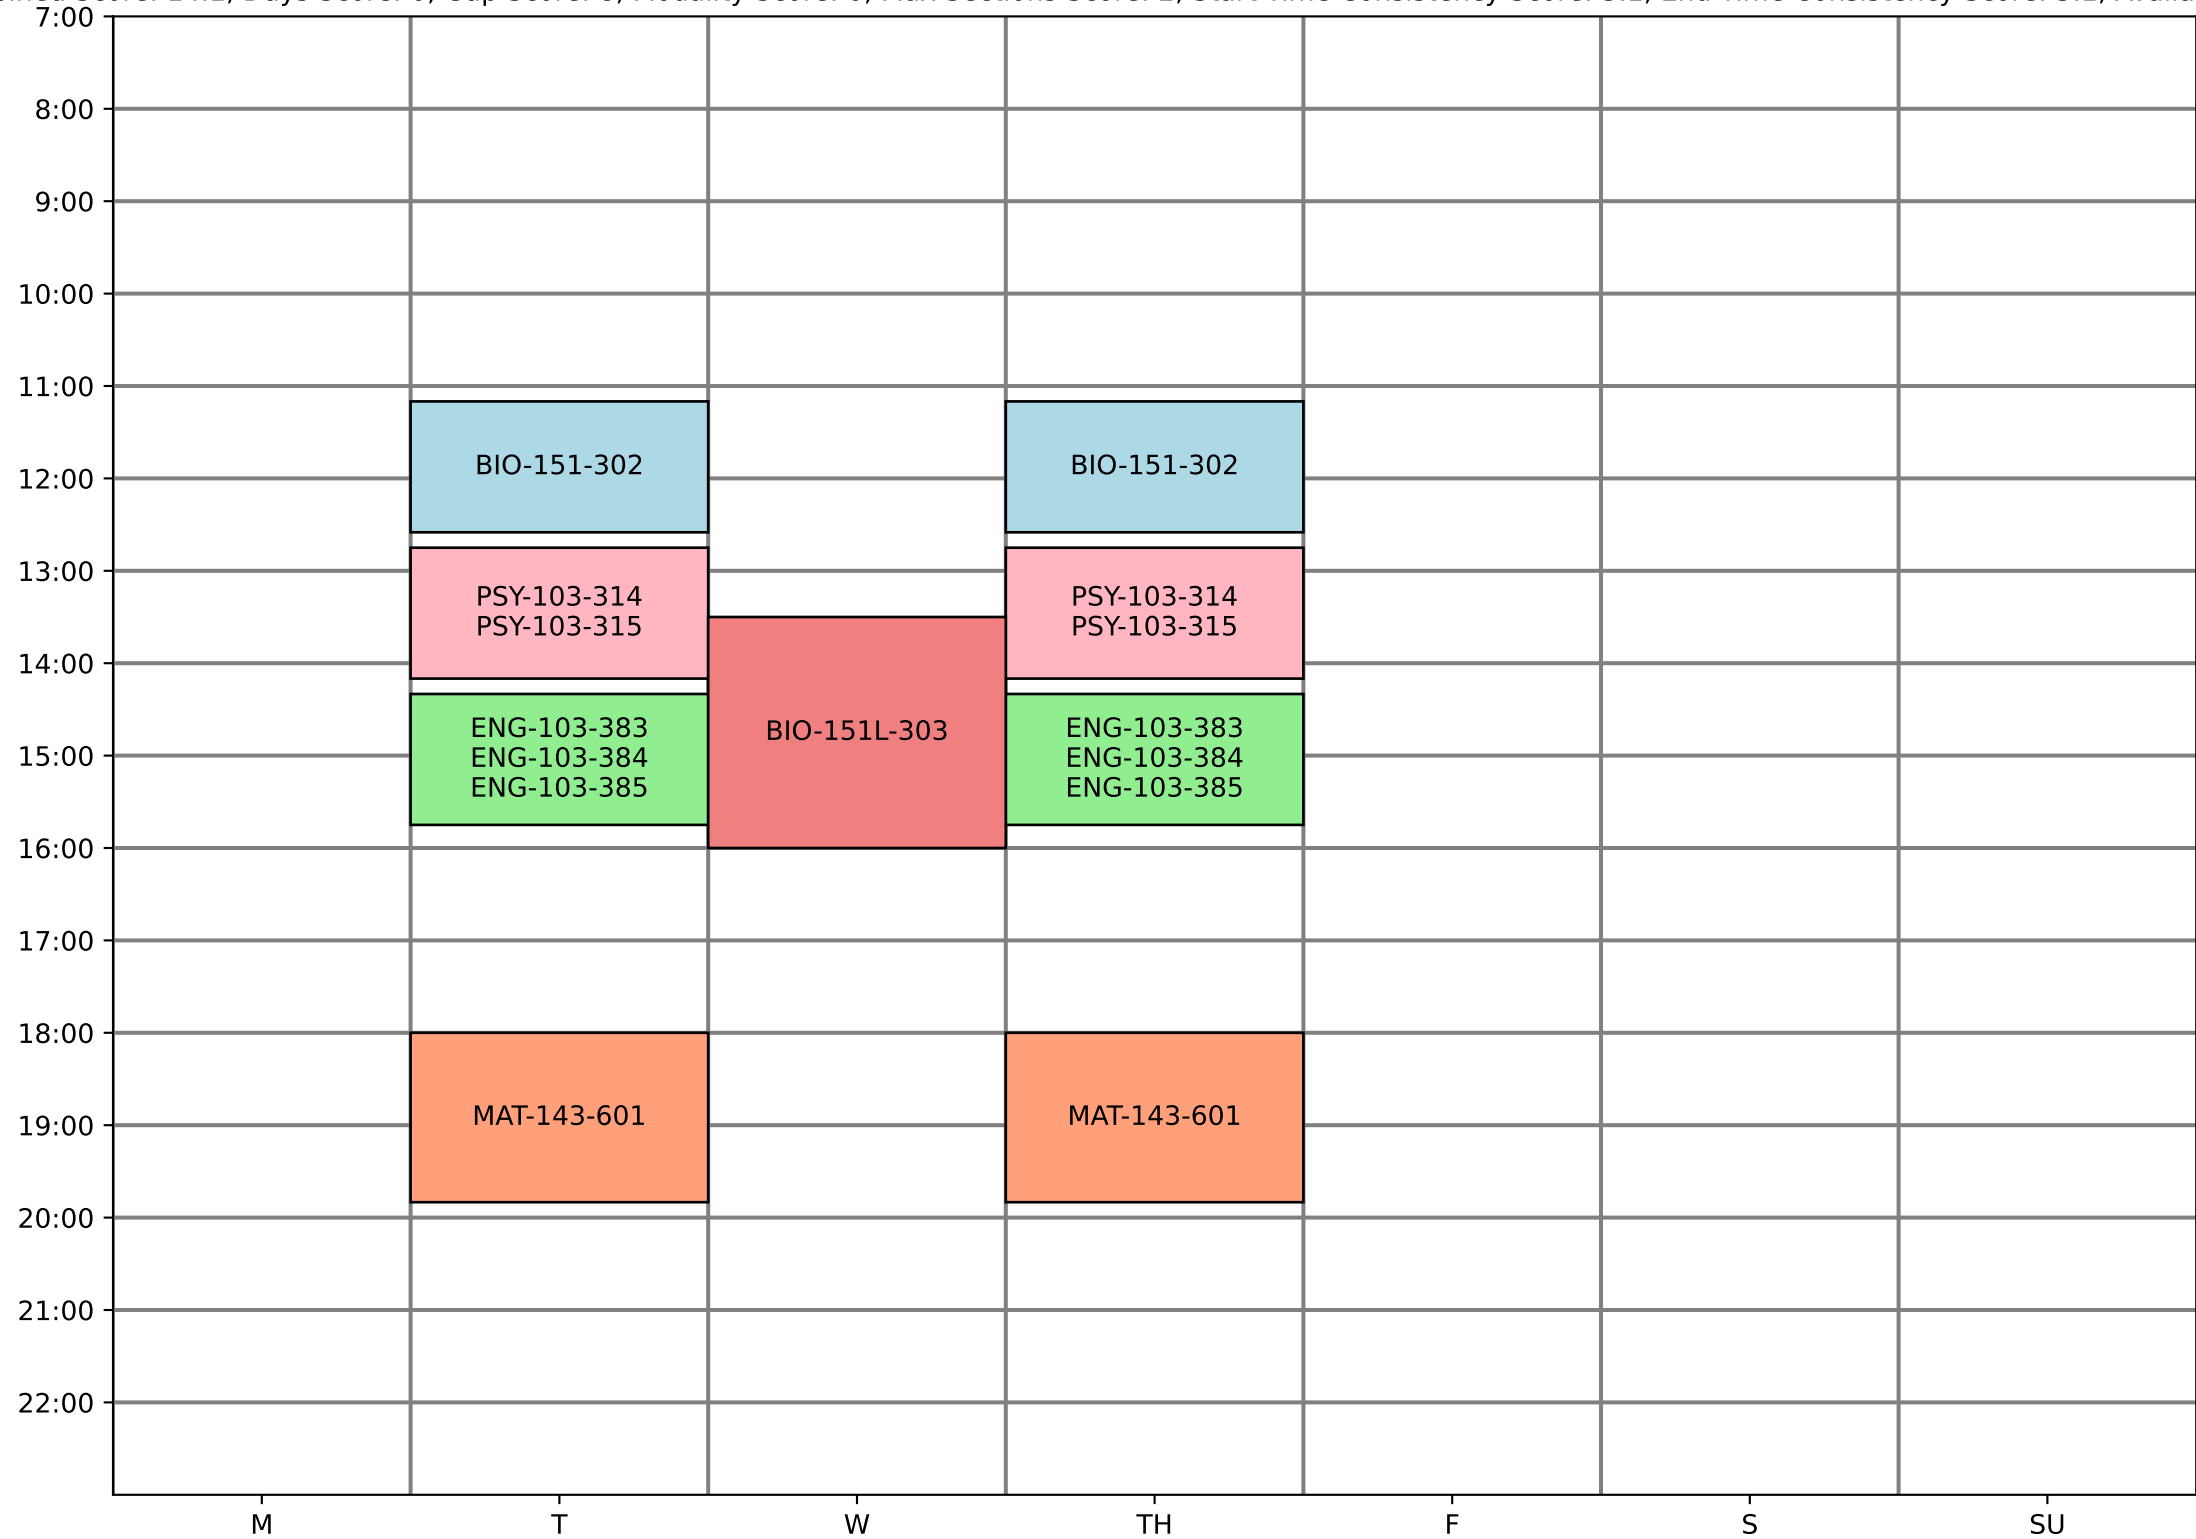 7:00
8:00
9:00
10:00
11:00
12:00
13:00
14:00
15:00
16:00
17:00
18:00
19:00
20:00
21:00
22:00
BIO-151-302
BIO-151-302
PSY-103-314
PSY-103-315
PSY-103-314
PSY-103-315
ENG-103-383
ENG-103-384
ENG-103-385
BIO-151L-303
ENG-103-383
ENG-103-384
ENG-103-385
MAT-143-601
MAT-143-601
M T W TH F S SU